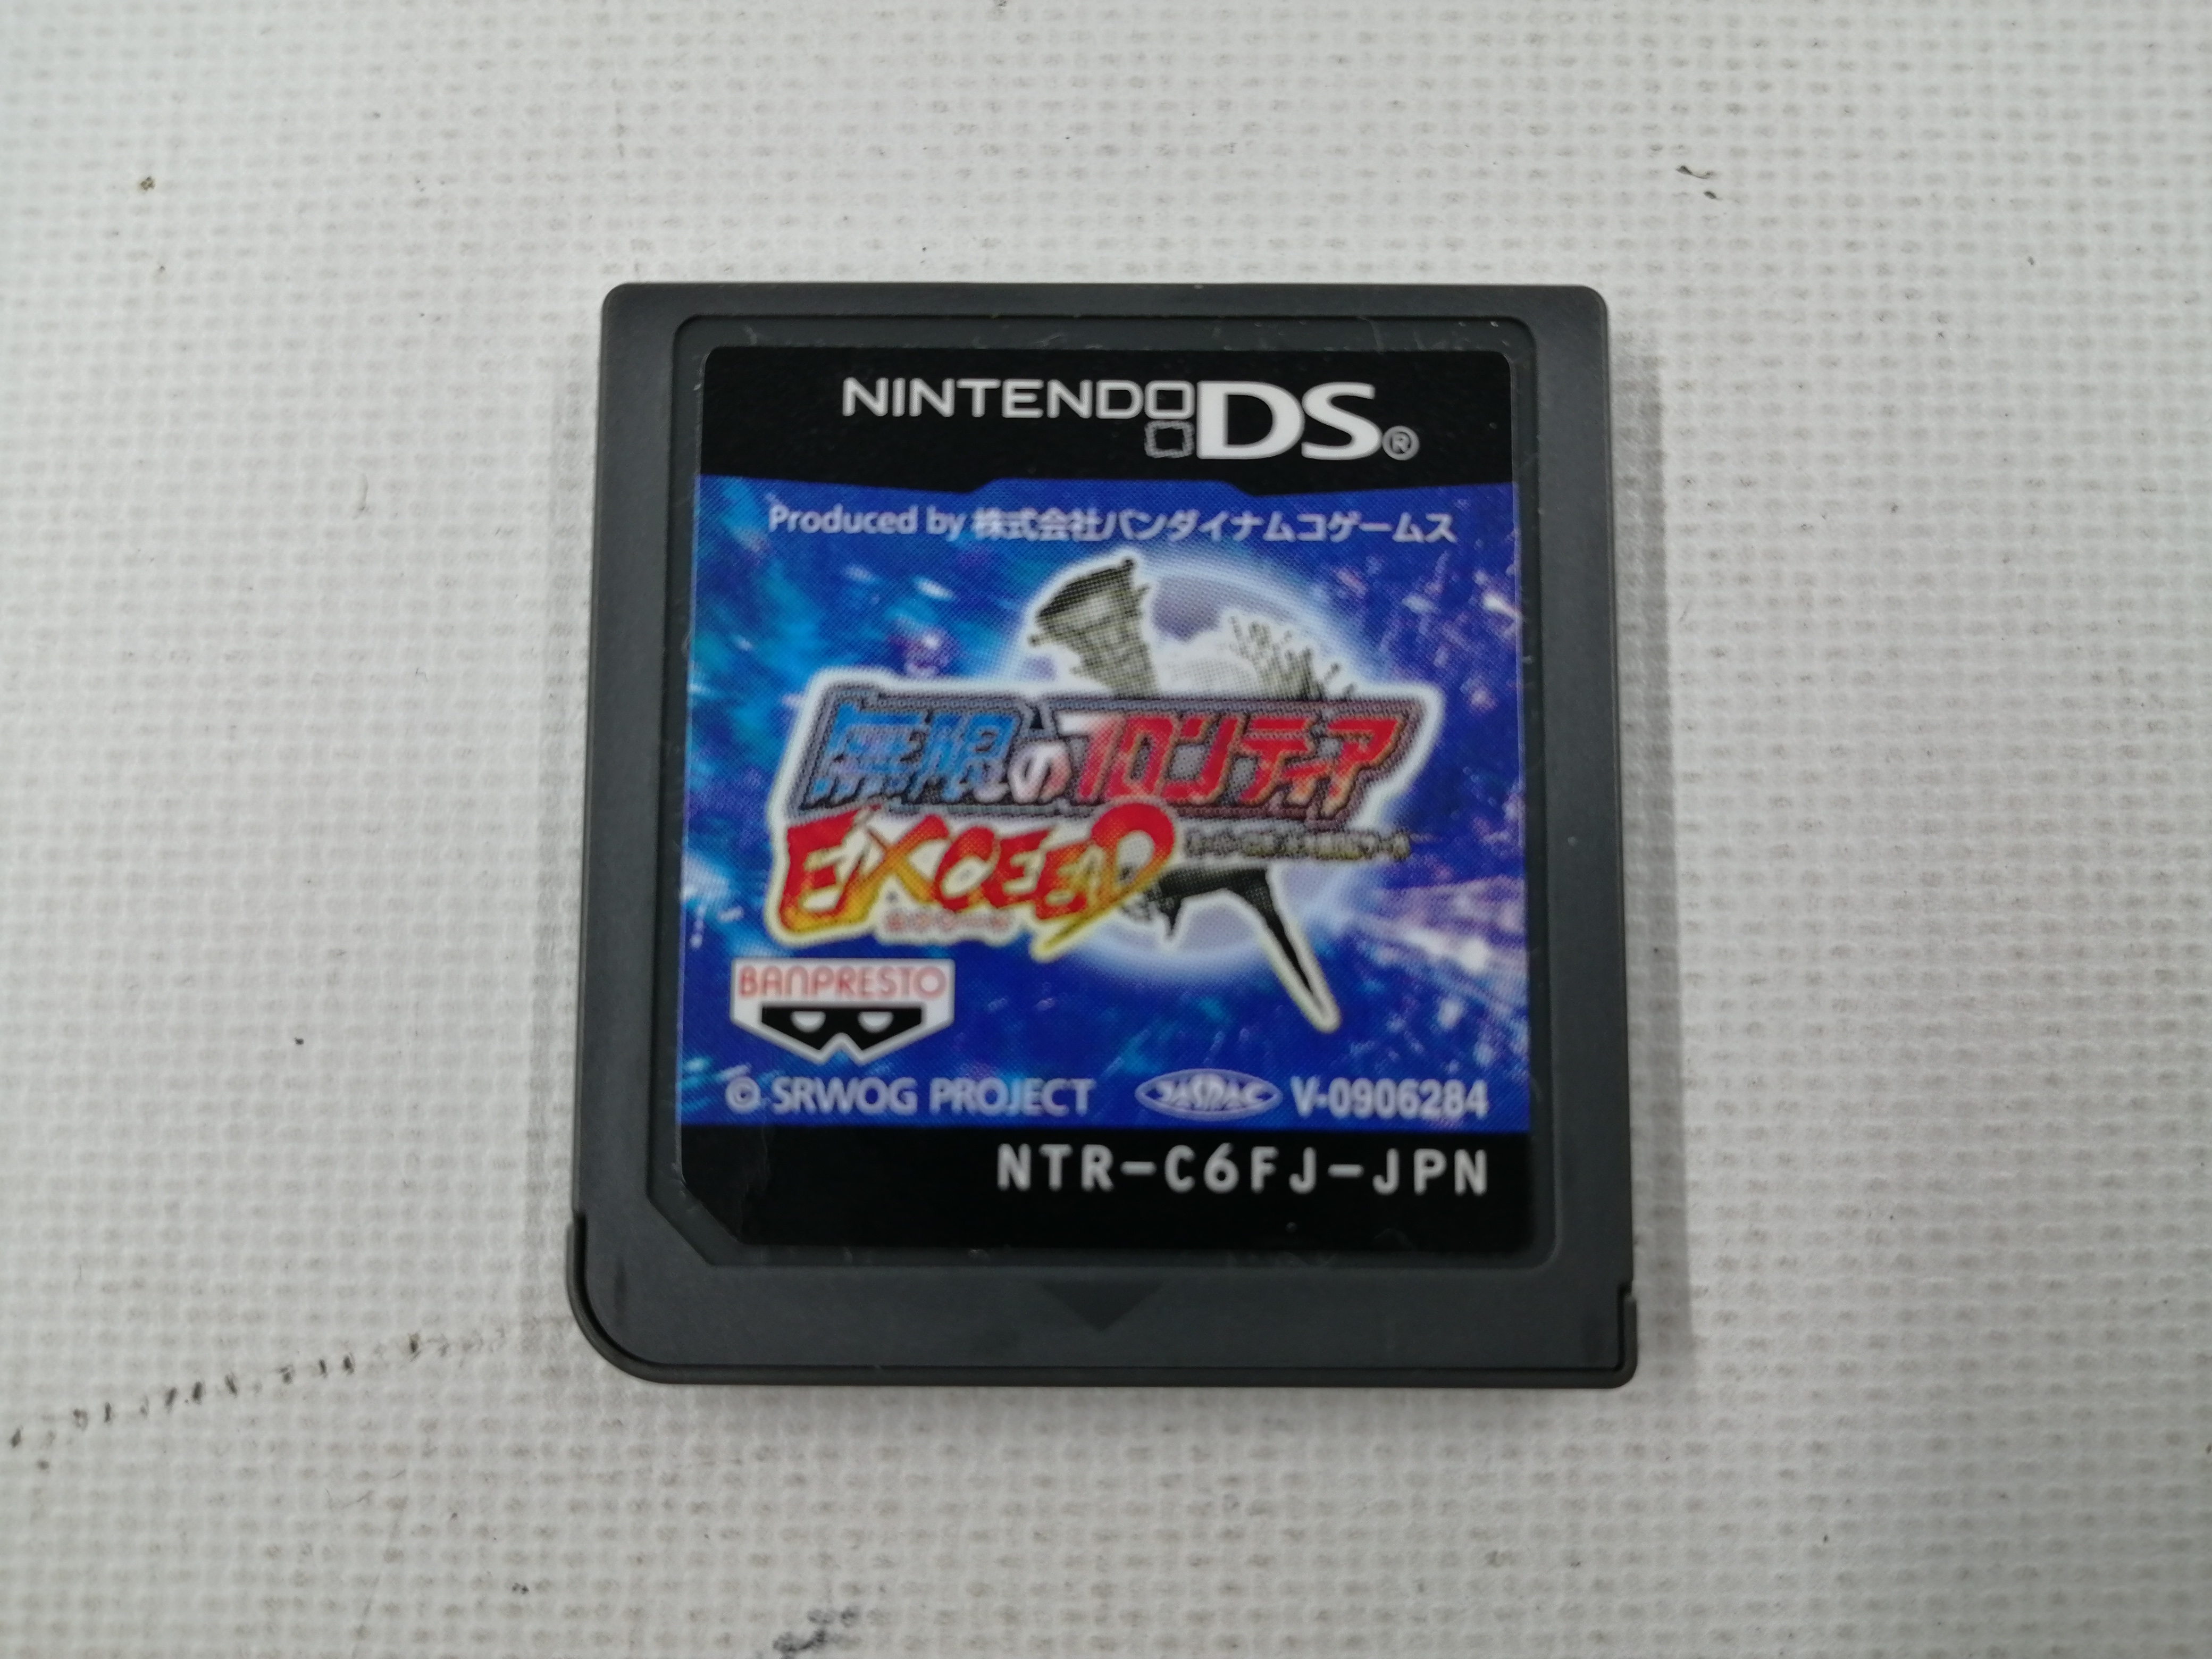 NINTENDO DS®
Produced by 株式会社バンダイナムコゲームス
無限のフロンティア
EXCEED
BANPRESTO
© SRWOG PROJECT
JASRAC V-0906284
NTR-C6FJ-JPN